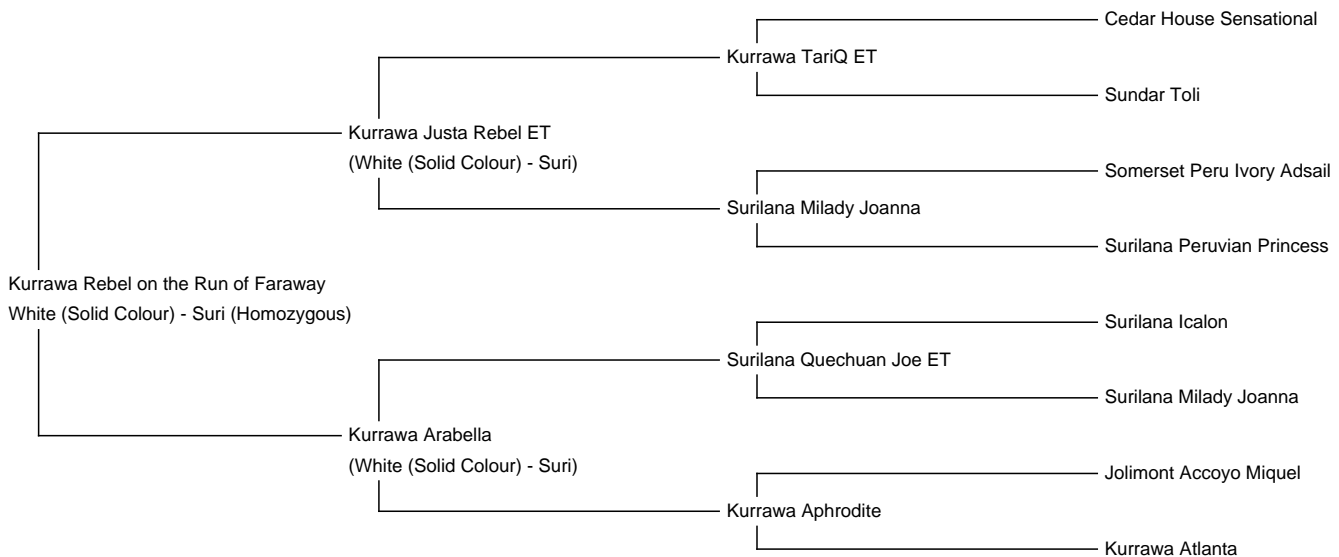 Cedar House Sensational
Kurrawa TariQ ET
Sundar Toli
Kurrawa Justa Rebel ET
(White (Solid Colour) - Suri)
Somerset Peru Ivory Adsail
Surilana Milady Joanna
Surilana Peruvian Princess
Kurrawa Rebel on the Run of Faraway
White (Solid Colour) - Suri (Homozygous)
Surilana Icalon
Surilana Quechuan Joe ET
Surilana Milady Joanna
Kurrawa Arabella
(White (Solid Colour) - Suri)
Jolimont Accoyo Miquel
Kurrawa Aphrodite
Kurrawa Atlanta